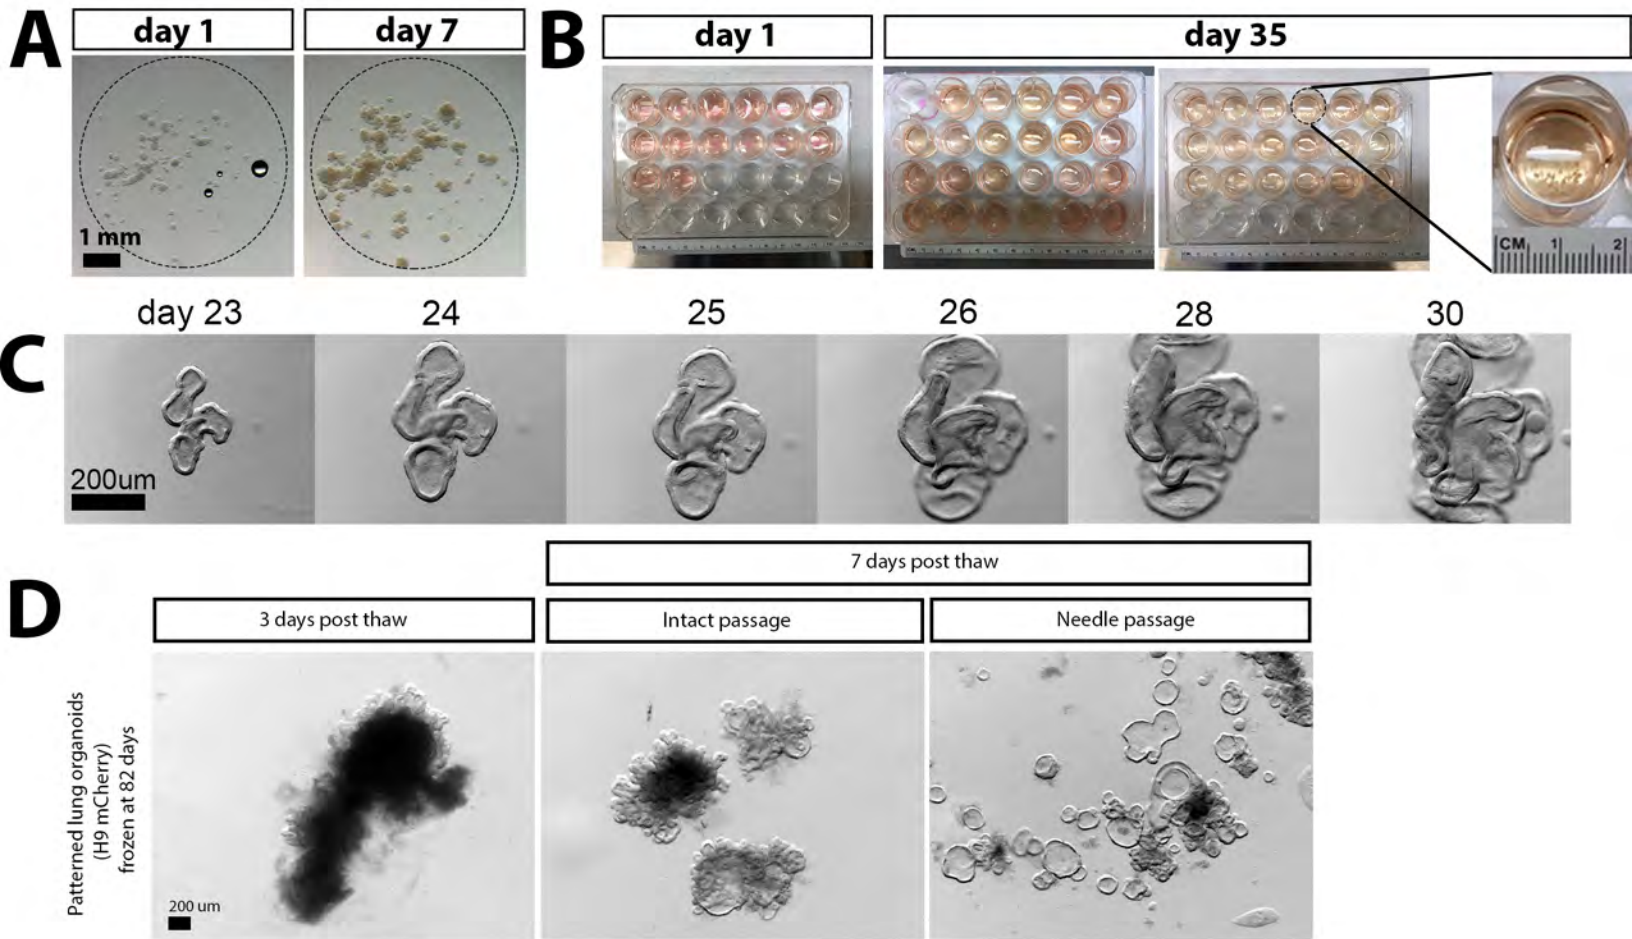 A
day 1
day 7
1 mm
B
day 1
day 35
CM 1 2
C
day 23
24
25
26
28
30
200um
D
7 days post thaw
3 days post thaw
Intact passage
Needle passage
Patterned lung organoids
(H9 mCherry)
frozen at 82 days
200 um